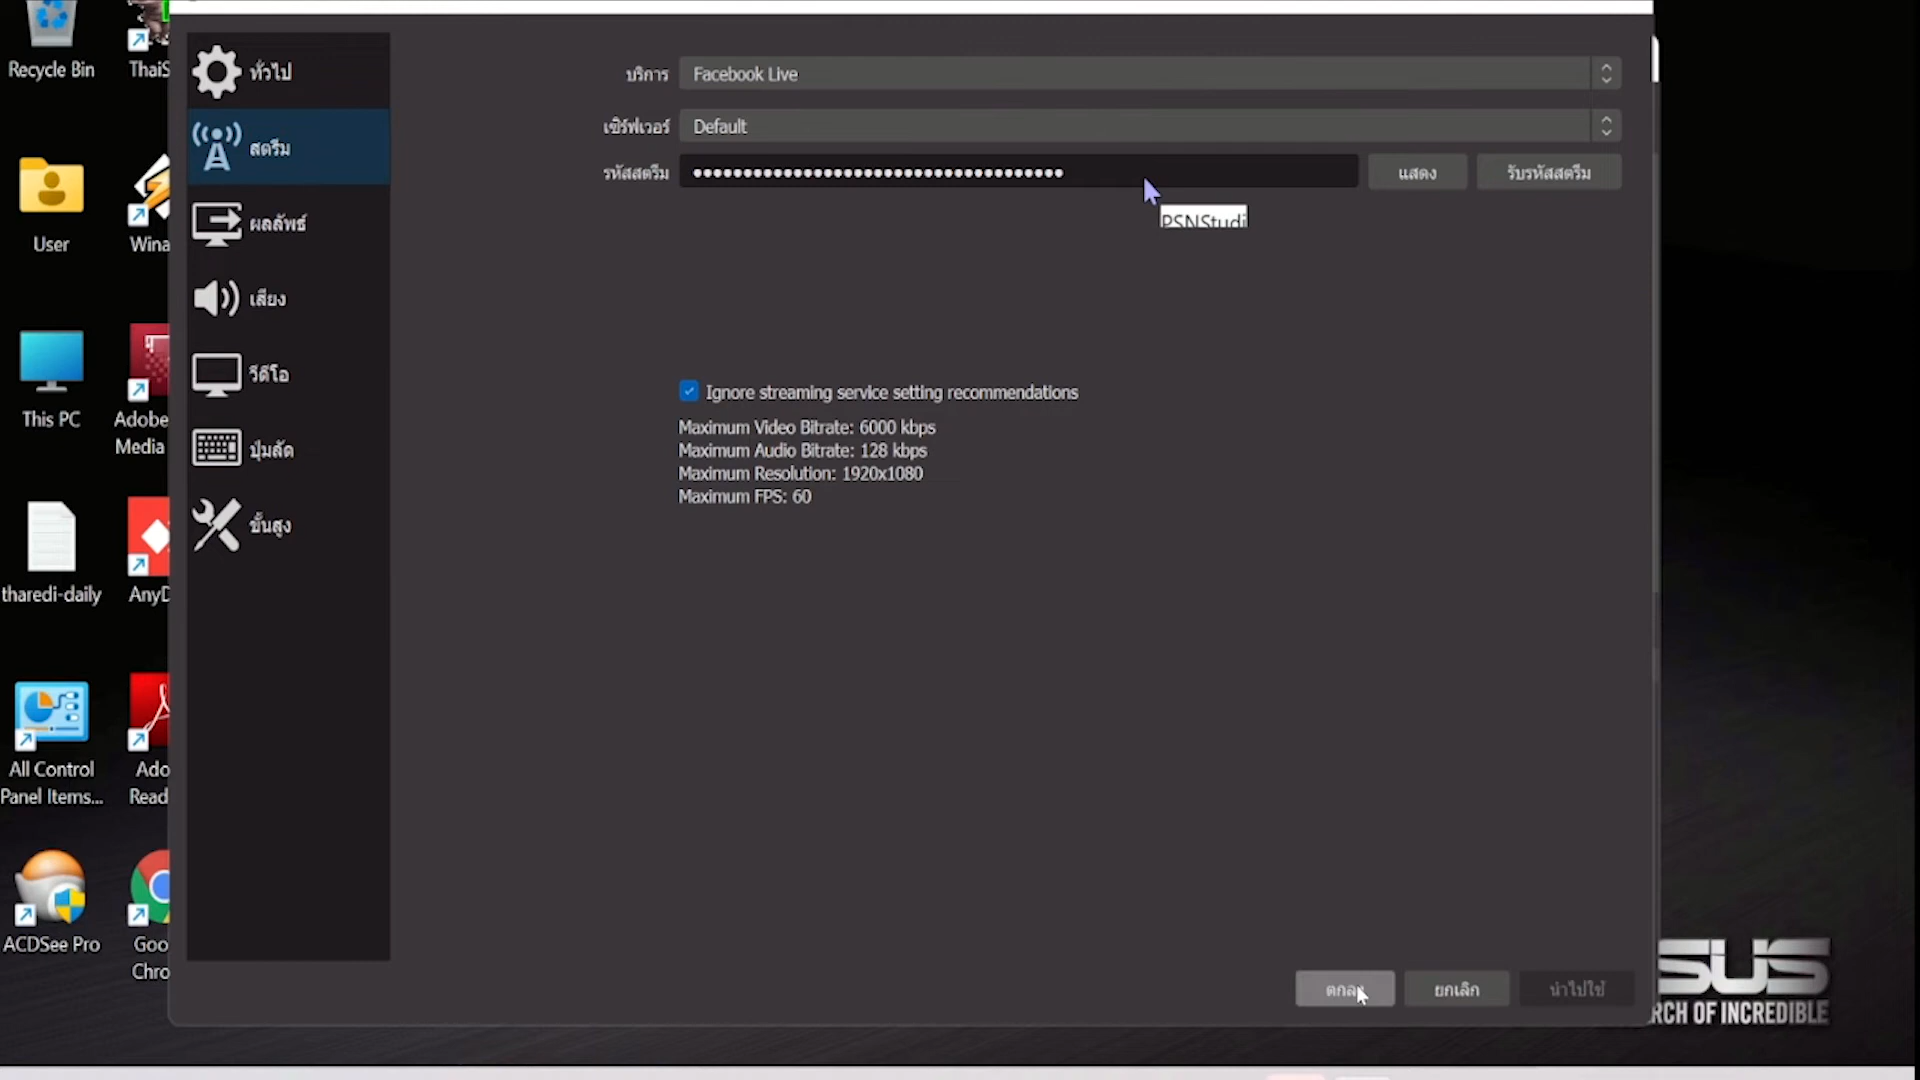 Recycle Bin
ThaiS
User
Wina
This PC
Adobe
Media
tharedi-daily
AnyD
All Control
Panel Items...
Ado
Read
ACDSee Pro
Goo
Chro
ทั่วไป
สตรีม
ผลลัพธ์
เสียง
วีดีโอ
ปุ่มลัด
ขั้นสูง
บริการ
Facebook Live
เซิร์ฟเวอร์
Default
รหัสสตรีม
••••••••••••••••••••••••••••••••••••••
แสดง
รับรหัสสตรีม
PSNStudi
Ignore streaming service setting recommendations
Maximum Video Bitrate: 6000 kbps
Maximum Audio Bitrate: 128 kbps
Maximum Resolution: 1920x1080
Maximum FPS: 60
ยกเลิก
นำไปใช้
SUS
RCH OF INCREDIBLE